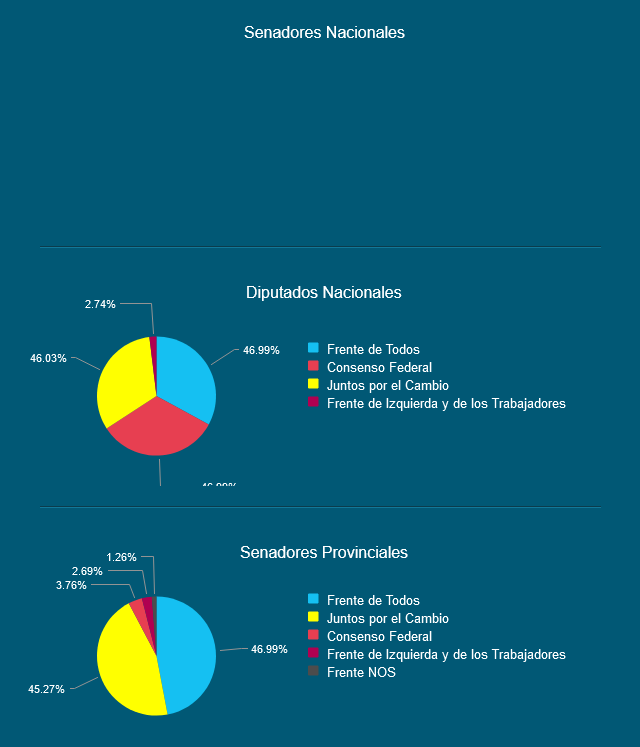 Senadores Nacionales
Diputados Nacionales
2.74%
46.99%
46.03%
Frente de Todos
Consenso Federal
Juntos por el Cambio
Frente de Izquierda y de los Trabajadores
Senadores Provinciales
1.26%
2.69%
3.76%
46.99%
45.27%
Frente de Todos
Juntos por el Cambio
Consenso Federal
Frente de Izquierda y de los Trabajadores
Frente NOS